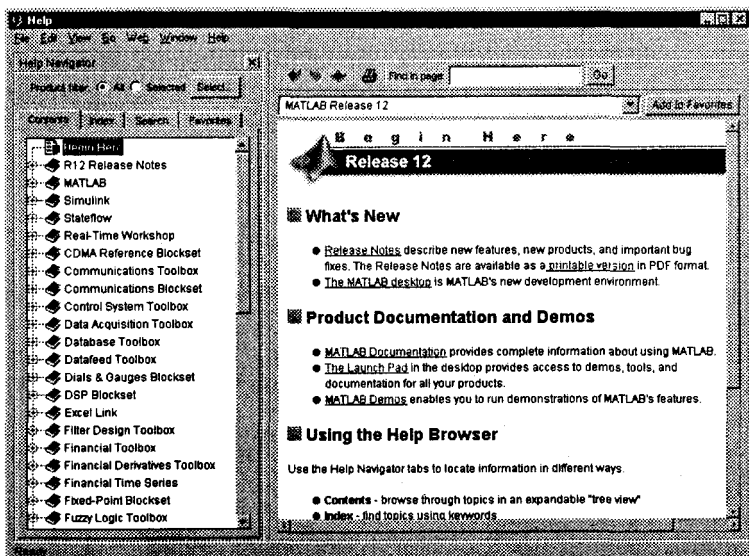 Help
File Edit View Go Web Window Help
Help Navigator
Product filter: All Selected Select...
Contents Index Search Favorites
Begin Here
R12 Release Notes
MATLAB
Simulink
Stateflow
Real-Time Workshop
CDMA Reference Blockset
Communications Toolbox
Communications Blockset
Control System Toolbox
Data Acquisition Toolbox
Database Toolbox
Datafeed Toolbox
Dials & Gauges Blockset
DSP Blockset
Excel Link
Filter Design Toolbox
Financial Toolbox
Financial Derivatives Toolbox
Financial Time Series
Fixed-Point Blockset
Fuzzy Logic Toolbox
Ready
Find in page: Go
MATLAB Release 12 Add to Favorites
Begin Here
Release 12
What's New
Release Notes describe new features, new products, and important bug
fixes. The Release Notes are available as a printable version in PDF format.
The MATLAB desktop is MATLAB's new development environment.
Product Documentation and Demos
MATLAB Documentation provides complete information about using MATLAB.
The Launch Pad in the desktop provides access to demos, tools, and
documentation for all your products.
MATLAB Demos enables you to run demonstrations of MATLAB's features.
Using the Help Browser
Use the Help Navigator tabs to locate information in different ways.
Contents - browse through topics in an expandable "tree view"
Index - find topics using keywords